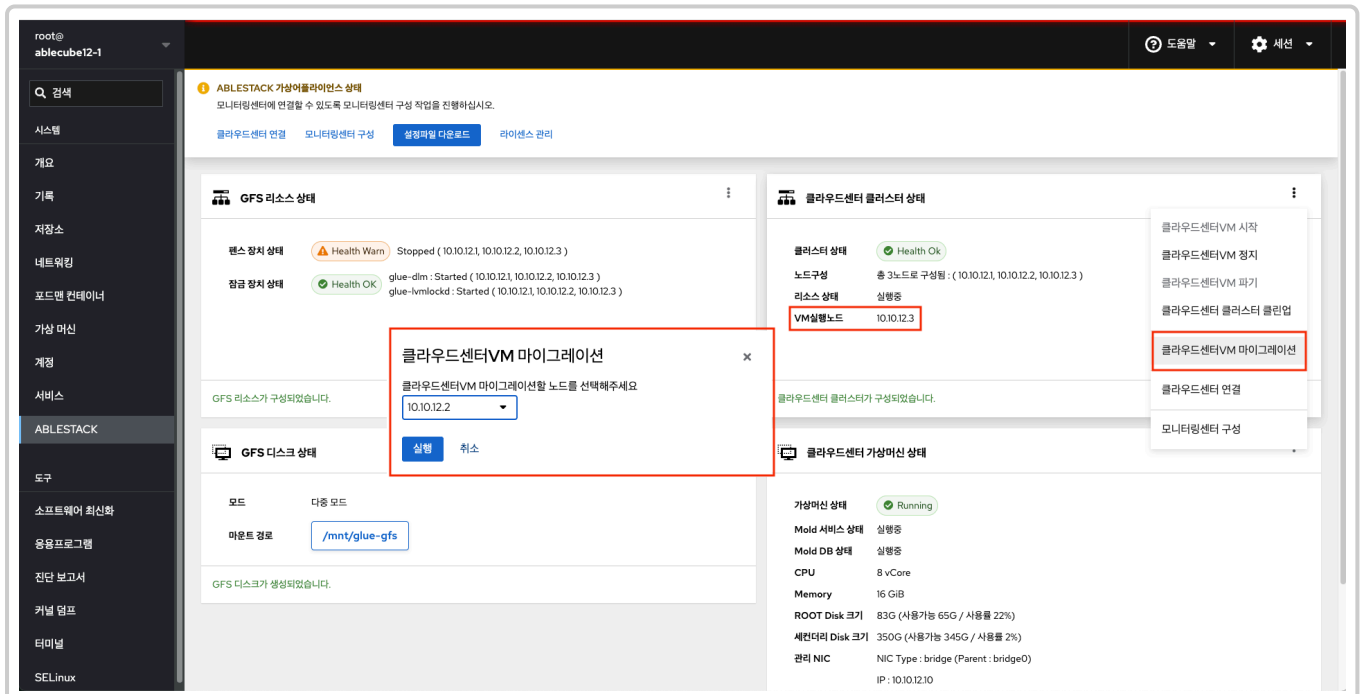 root@
ablecube12-1
도움말
세션
검색
시스템
개요
기록
저장소
네트워킹
포드맨 컨테이너
가상 머신
계정
서비스
ABLESTACK
도구
소프트웨어 최신화
응용프로그램
진단 보고서
커널 덤프
터미널
SELinux
ABLESTACK 가상어플라이언스 상태
모니터링센터에 연결할 수 있도록 모니터링센터 구성 작업을 진행하십시오.
클라우드센터 연결 모니터링센터 구성 설정파일 다운로드 라이센스 관리
GFS 리소스 상태
펜스 장치 상태 Health Warn Stopped ( 10.10.12.1, 10.10.12.2, 10.10.12.3 )
잠금 장치 상태 Health OK glue-dlm : Started ( 10.10.12.1, 10.10.12.2, 10.10.12.3 )
glue-lvmlockd : Started ( 10.10.12.1, 10.10.12.2, 10.10.12.3 )
GFS 리소스가 구성되었습니다.
클라우드센터 클러스터 상태
클러스터 상태 Health Ok
노드구성 총 3노드로 구성됨 : ( 10.10.12.1, 10.10.12.2, 10.10.12.3 )
리소스 상태 실행중
VM실행노드 10.10.12.3
클라우드센터 클러스터가 구성되었습니다.
클라우드센터VM 시작
클라우드센터VM 정지
클라우드센터VM 파기
클라우드센터 클러스터 클린업
클라우드센터VM 마이그레이션
클라우드센터 연결
모니터링센터 구성
클라우드센터VM 마이그레이션
클라우드센터VM 마이그레이션할 노드를 선택해주세요
10.10.12.2
실행 취소
GFS 디스크 상태
모드 다중 모드
마운트 경로 /mnt/glue-gfs
GFS 디스크가 생성되었습니다.
클라우드센터 가상머신 상태
가상머신 상태 Running
Mold 서비스 상태 실행중
Mold DB 상태 실행중
CPU 8 vCore
Memory 16 GiB
ROOT Disk 크기 83G (사용가능 65G / 사용률 22%)
세컨더리 Disk 크기 350G (사용가능 345G / 사용률 2%)
관리 NIC NIC Type : bridge (Parent : bridge0)
IP : 10.10.12.10